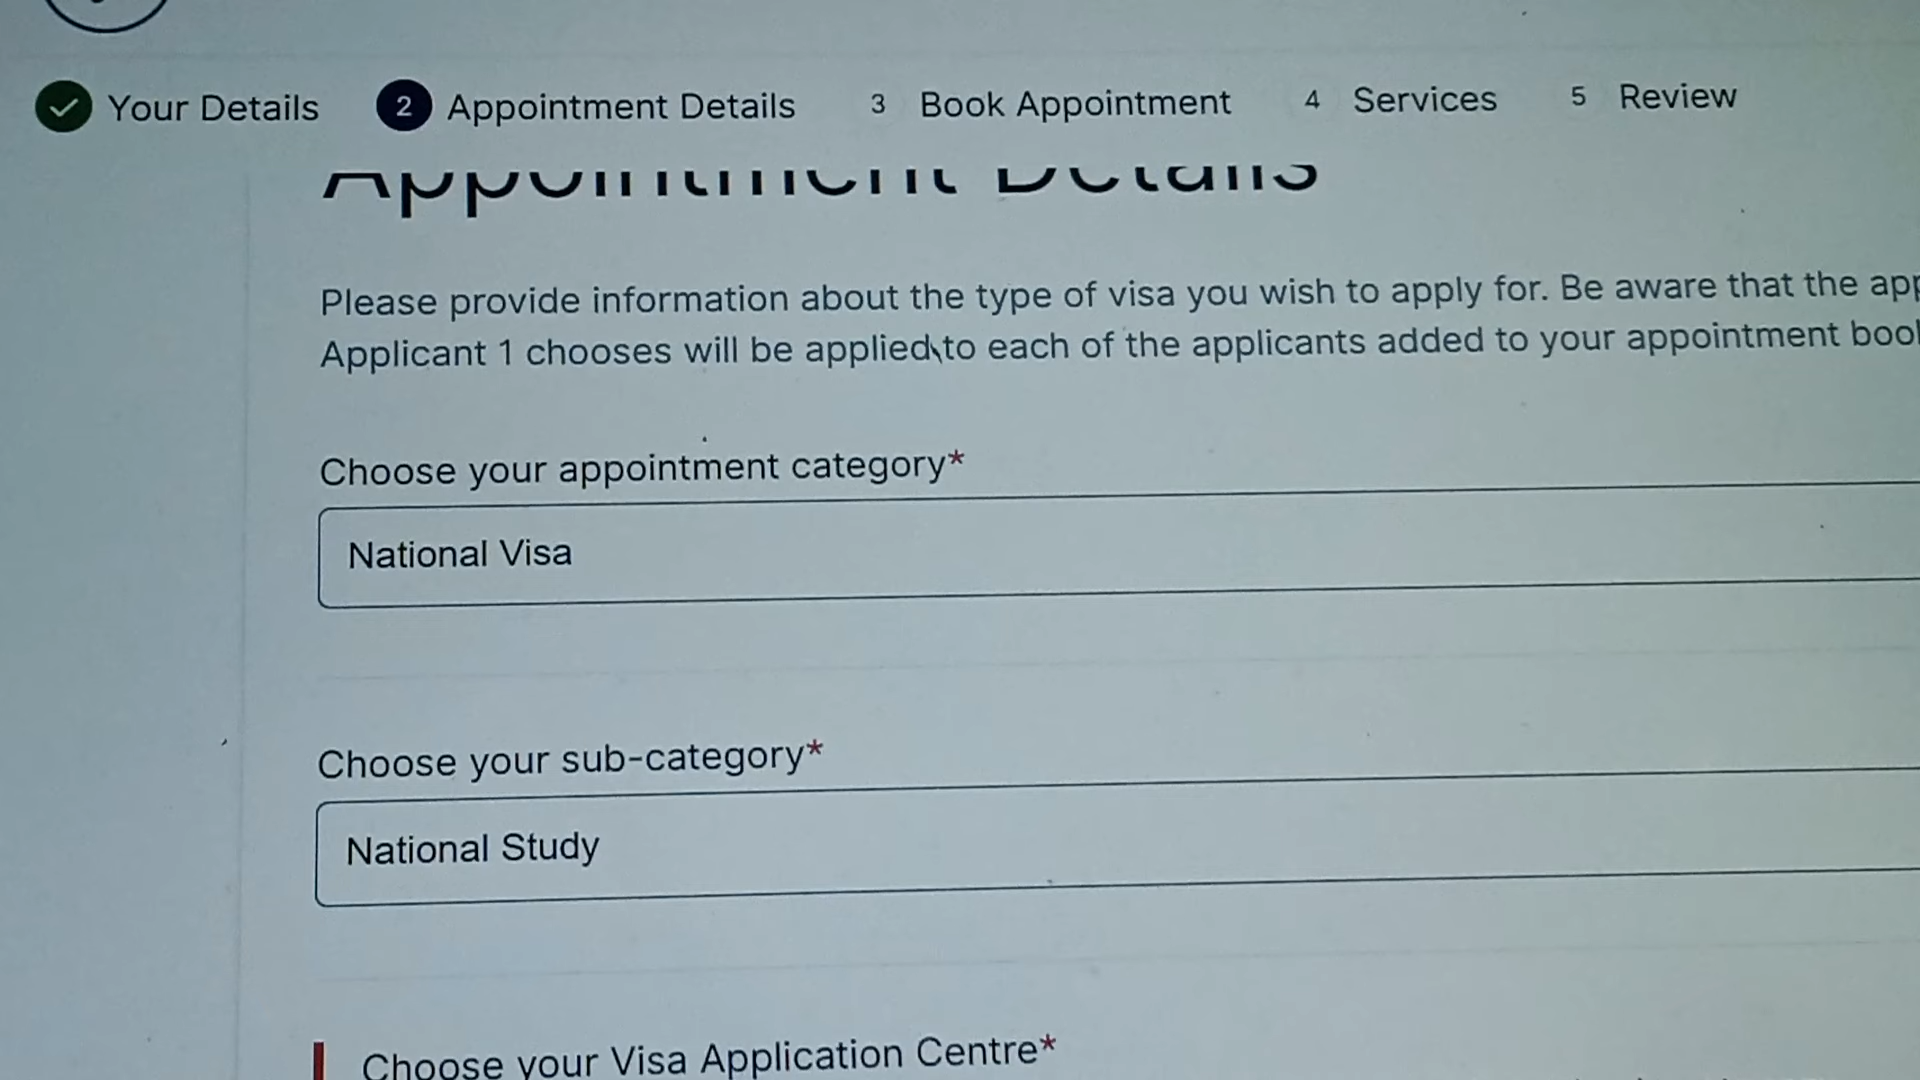 Your Details 2 Appointment Details 3 Book Appointment 4 Services 5 Review
Appointment Details
Please provide information about the type of visa you wish to apply for. Be aware that the
Applicant 1 chooses will be applied to each of the applicants added to your appointment
Choose your appointment category*
National Visa
Choose your sub-category*
National Study
Choose your Visa Application Centre*